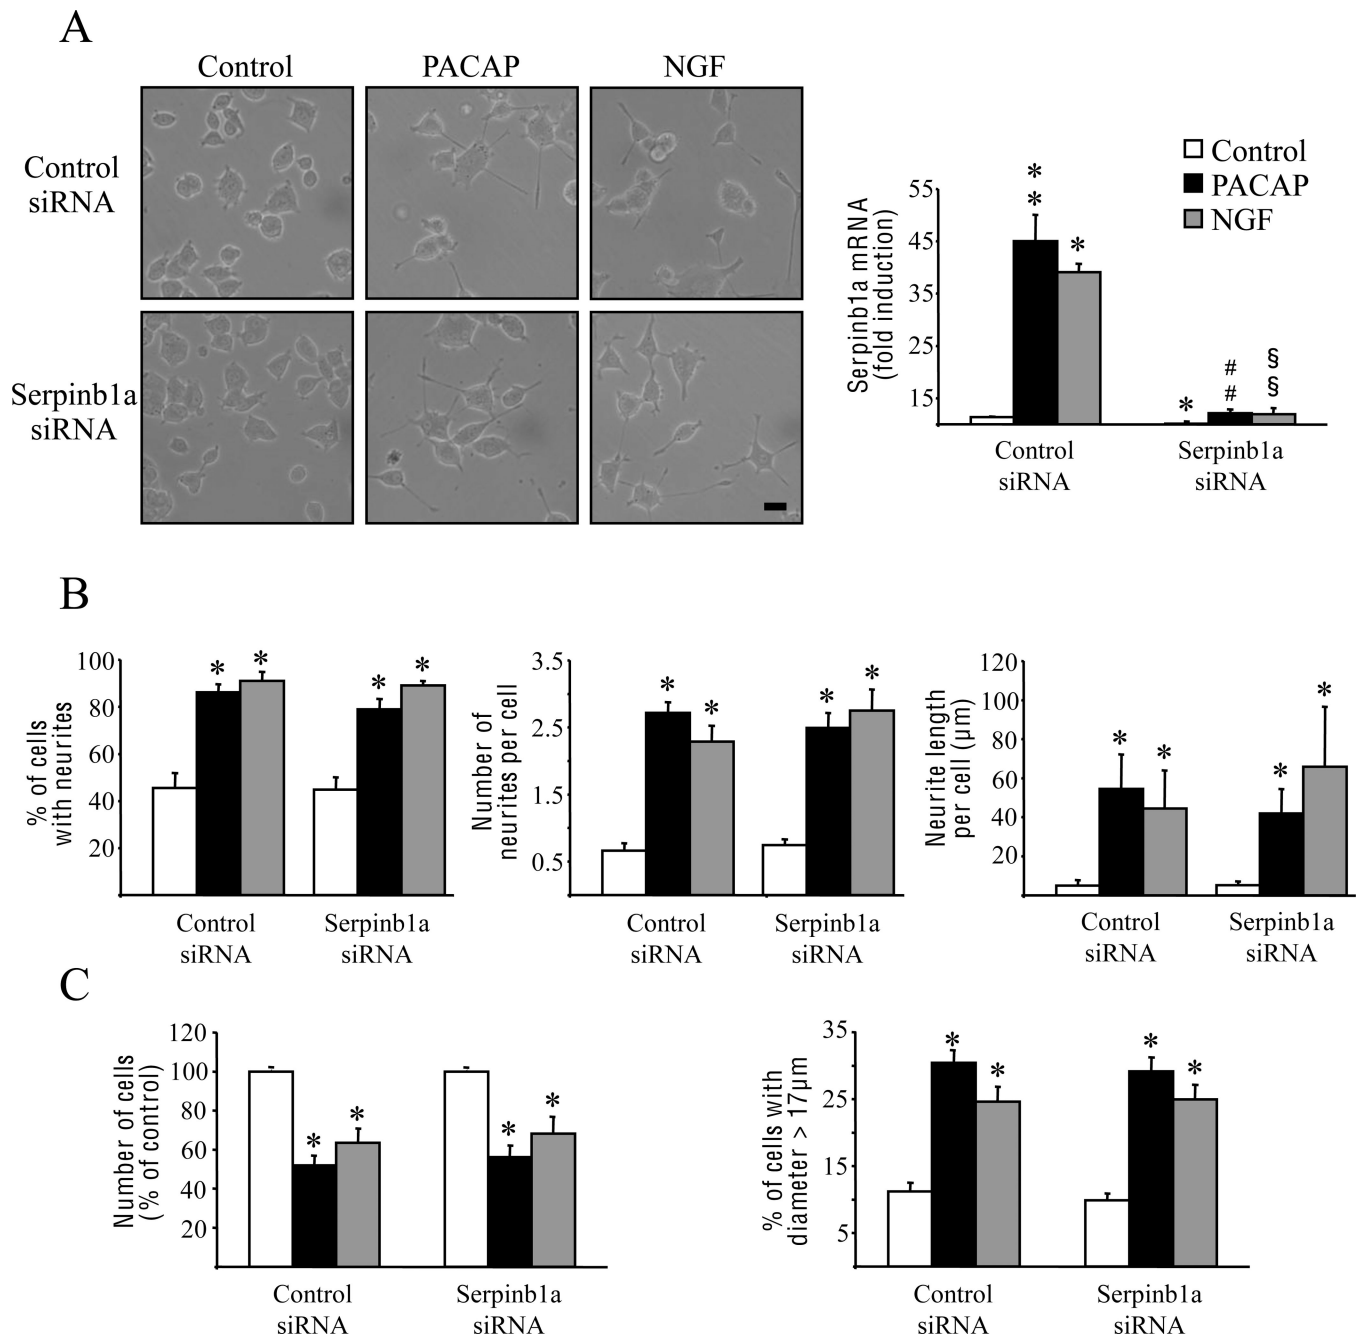 A
Control PACAP NGF
Control
siRNA
Serpinb1a
siRNA
Control
PACAP
NGF
Serpinb1a mRNA
(fold induction)
55
45
35
25
15
*
*
*
*
#
#
§
§
Control
siRNA
Serpinb1a
siRNA
B
% of cells
with neurites
100
80
60
40
20
* * * *
Control
siRNA
Serpinb1a
siRNA
Number of
neurites per cell
3.5
2.5
1.5
0.5
* * * *
Control
siRNA
Serpinb1a
siRNA
Neurite length
per cell (µm)
120
100
80
60
40
20
* * * *
Control
siRNA
Serpinb1a
siRNA
C
Number of cells
(% of control)
120
100
80
60
40
20
* * * *
Control
siRNA
Serpinb1a
siRNA
% of cells with
diameter > 17µm
35
25
15
5
* * * *
Control
siRNA
Serpinb1a
siRNA